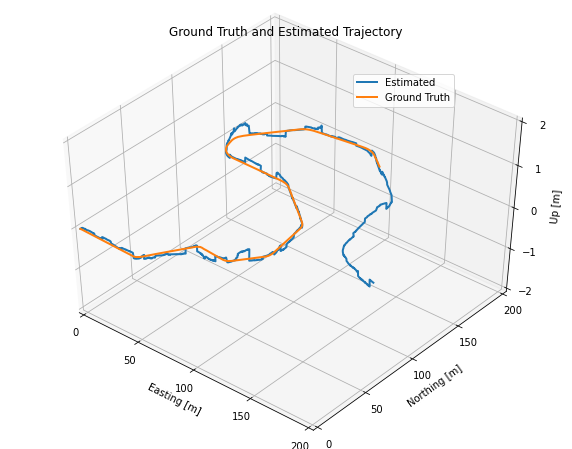 Ground Truth and Estimated Trajectory
Estimated
Ground Truth
2
1
0
−1
−2
Up [m]
0
50
100
150
200
Easting [m]
0
50
100
150
200
Northing [m]